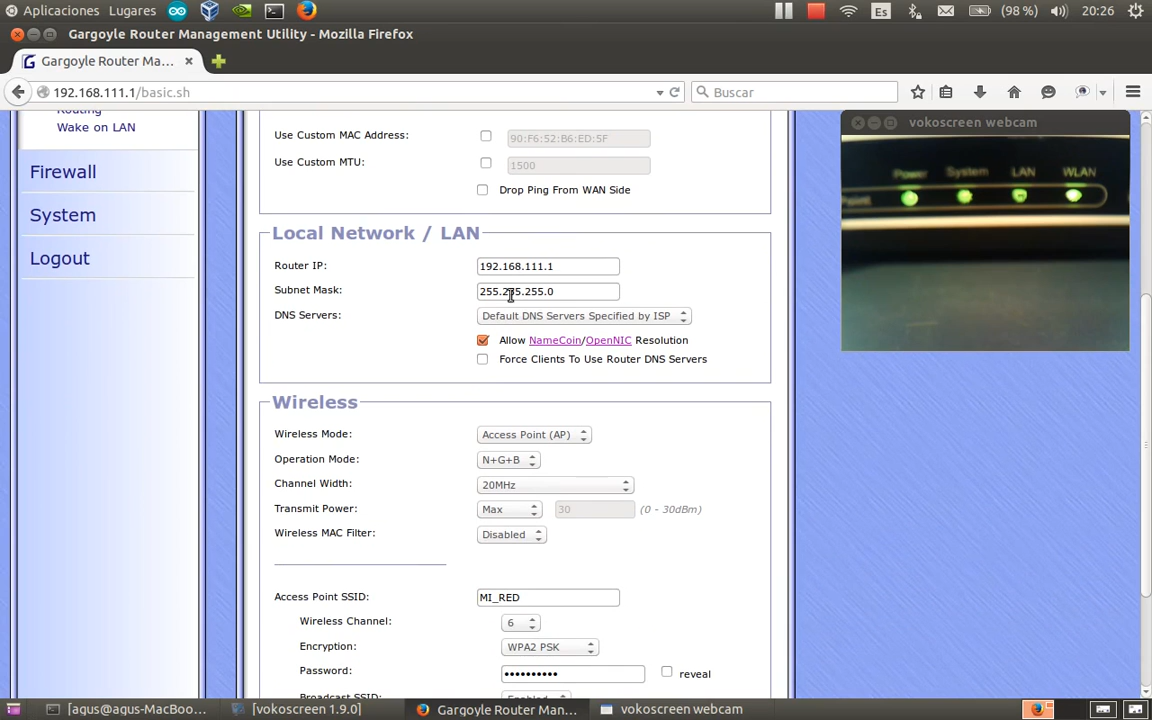 Aplicaciones Lugares Es (98 %) 20:26
Gargoyle Router Management Utility - Mozilla Firefox
Gargoyle Router Ma...
192.168.111.1/basic.sh Buscar
Routing
Wake on LAN
Firewall
System
Logout
Use Custom MAC Address: 90:F6:52:B6:ED:5F
Use Custom MTU: 1500
Drop Ping From WAN Side
Local Network / LAN
Router IP: 192.168.111.1
Subnet Mask: 255.255.255.0
DNS Servers: Default DNS Servers Specified by ISP
Allow NameCoin/OpenNIC Resolution
Force Clients To Use Router DNS Servers
Wireless
Wireless Mode: Access Point (AP)
Operation Mode: N+G+B
Channel Width: 20MHz
Transmit Power: Max 30 (0 - 30dBm)
Wireless MAC Filter: Disabled
Access Point SSID: MI_RED
Wireless Channel: 6
Encryption: WPA2 PSK
Password: •••••••••• reveal
Broadcast SSID: Enabled
vokoscreen webcam
Power System LAN WLAN
Point
[agus@agus-MacBoo... [vokoscreen 1.9.0] Gargoyle Router Man... vokoscreen webcam